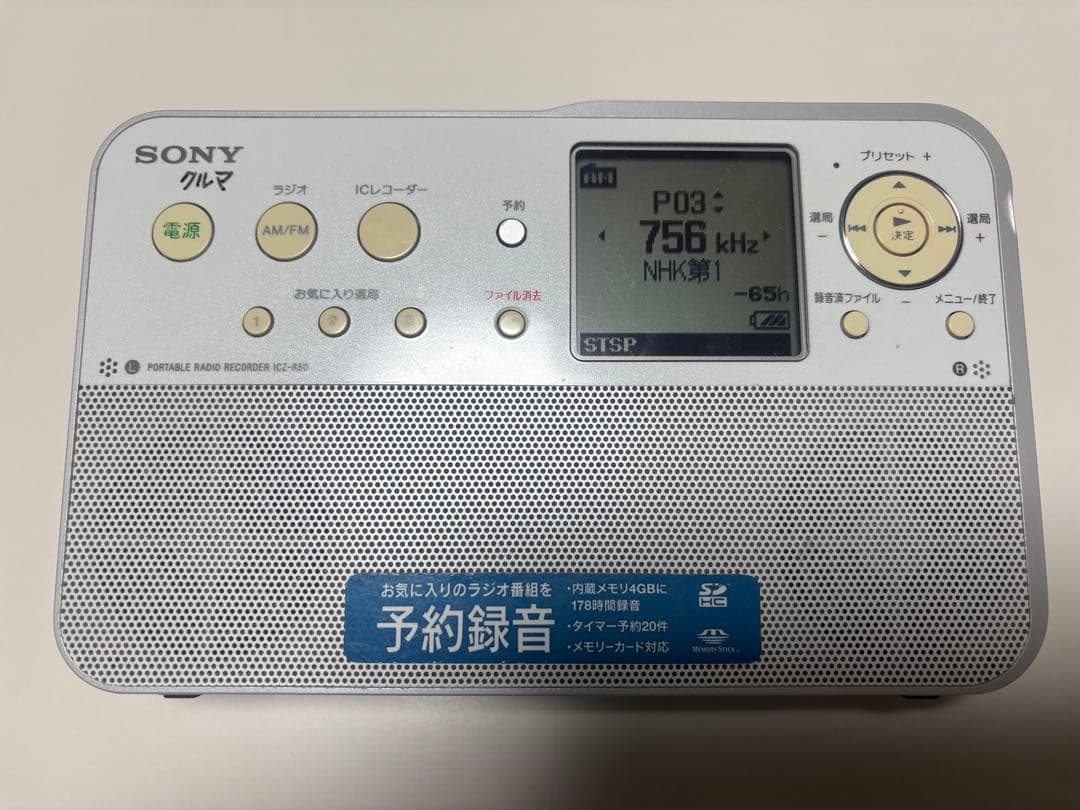 SONY
クルマ
電源
ラジオ
AM/FM
ICレコーダー
予約
お気に入り選局
1
2
3
ファイル消去
L PORTABLE RADIO RECORDER ICZ-R50
AM
P03
756 kHz
NHK第1
-65h
STSP
プリセット +
選局
-
決定
選局
+
録音済ファイル
-
メニュー/終了
R
お気に入りのラジオ番組を
予約録音
・内蔵メモリ4GBに
178時間録音
・タイマー予約20件
・メモリーカード対応
SD
HC
MEMORY STICK™